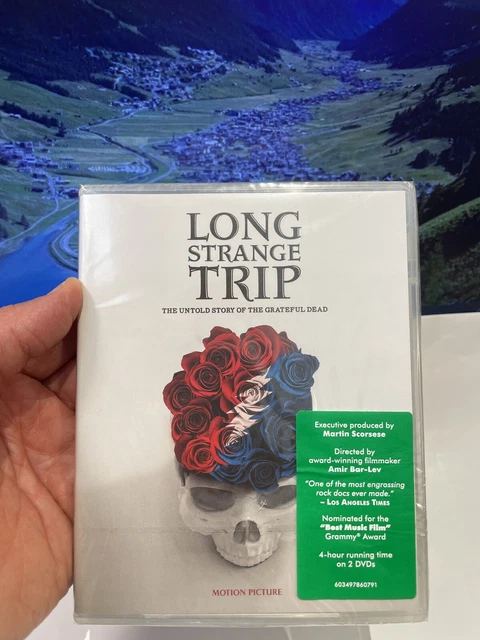 LONG
STRANGE
TRIP
THE UNTOLD STORY OF THE GRATEFUL DEAD
Executive produced by
Martin Scorsese
Directed by
award-winning filmmaker
Amir Bar-Lev
"One of the most engrossing
rock docs ever made."
– LOS ANGELES TIMES
Nominated for the
"Best Music Film"
Grammy® Award
4-hour running time
on 2 DVDs
603497860791
MOTION PICTURE